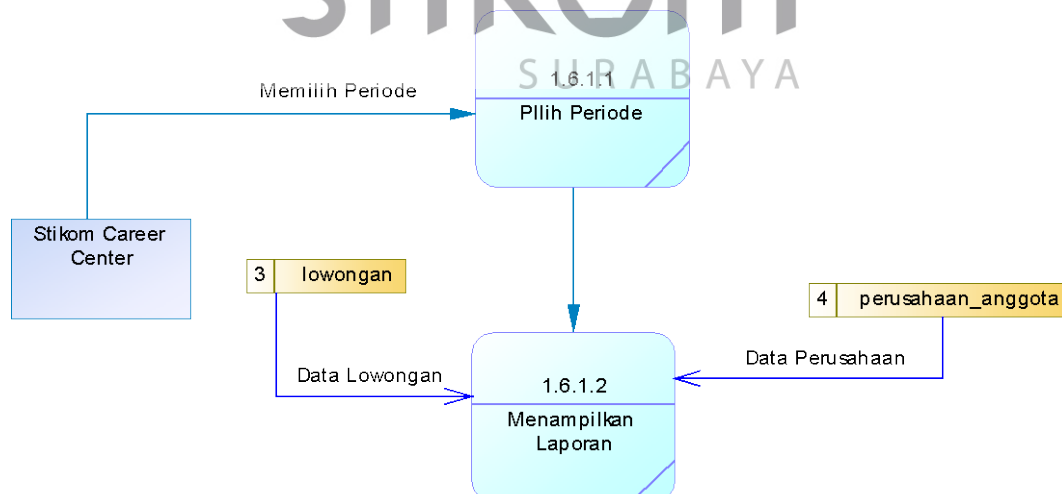 SURABAYA
1.6.1.1
PIlih Periode
Memilih Periode
Stikom Career
Center
3 lowongan
4 perusahaan_anggota
Data Lowongan
Data Perusahaan
1.6.1.2
Menampilkan
Laporan